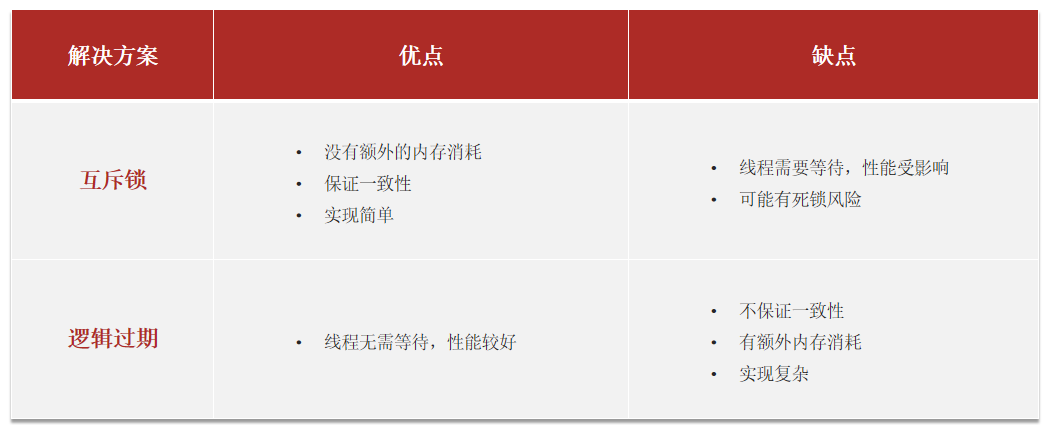 解决方案
优点
缺点
互斥锁
• 没有额外的内存消耗
• 保证一致性
• 实现简单
• 线程需要等待，性能受影响
• 可能有死锁风险
逻辑过期
• 线程无需等待，性能较好
• 不保证一致性
• 有额外内存消耗
• 实现复杂